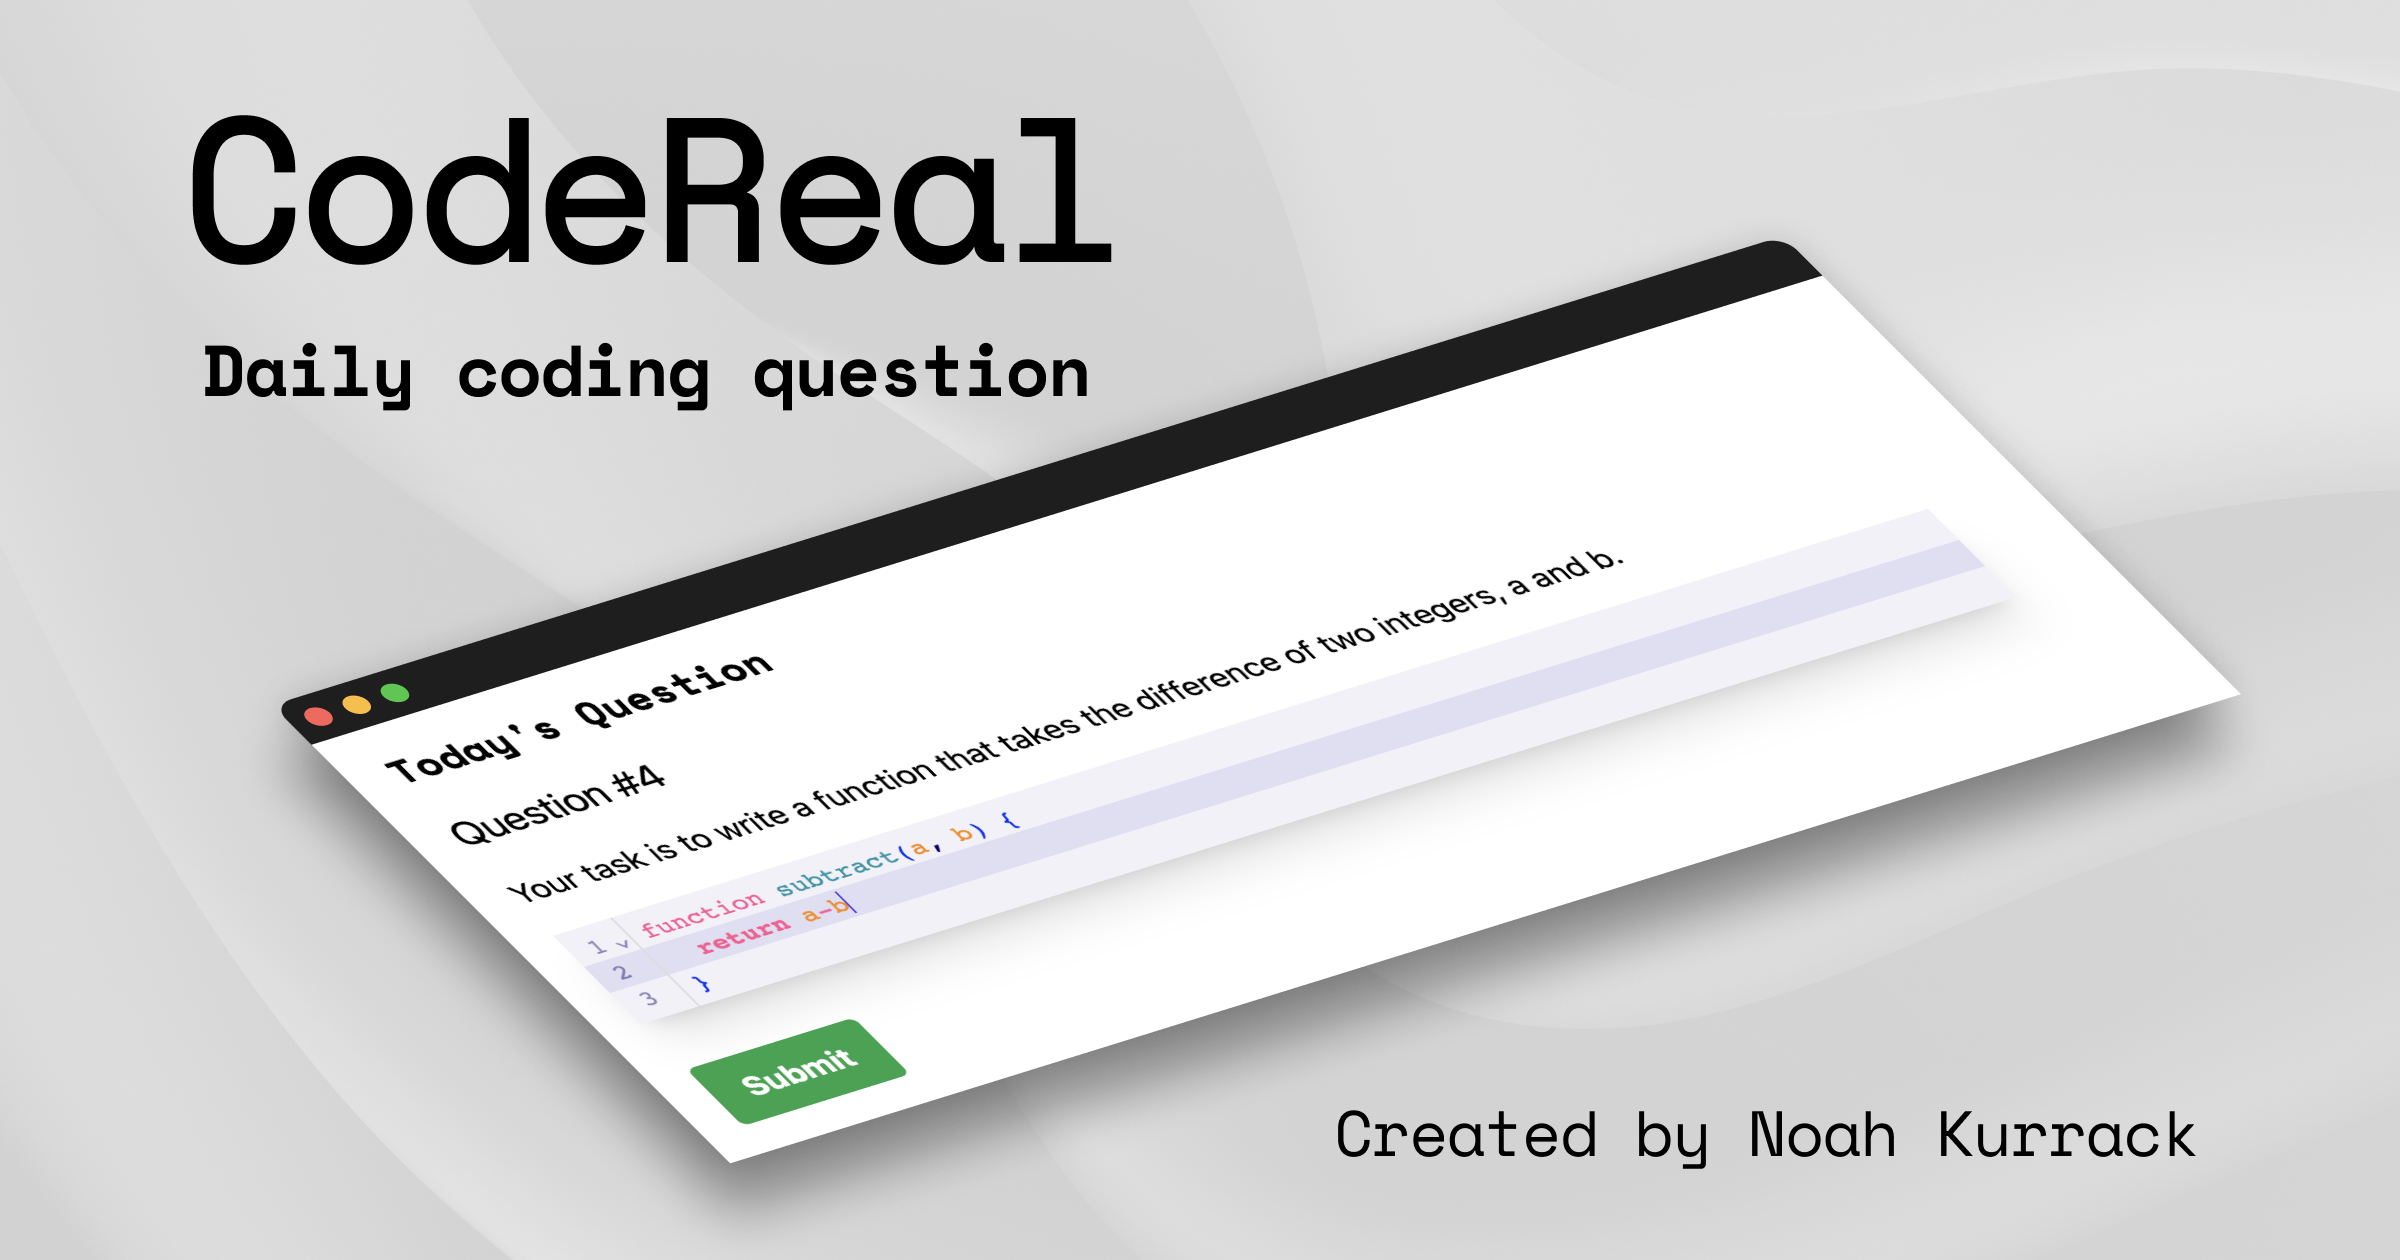 CodeReal
Daily coding question
Today's Question
Question #4
Your task is to write a function that takes the difference of two integers, a and b.
1 function subtract(a, b) {
2 return a-b
3 }
Submit
Created by Noah Kurrack